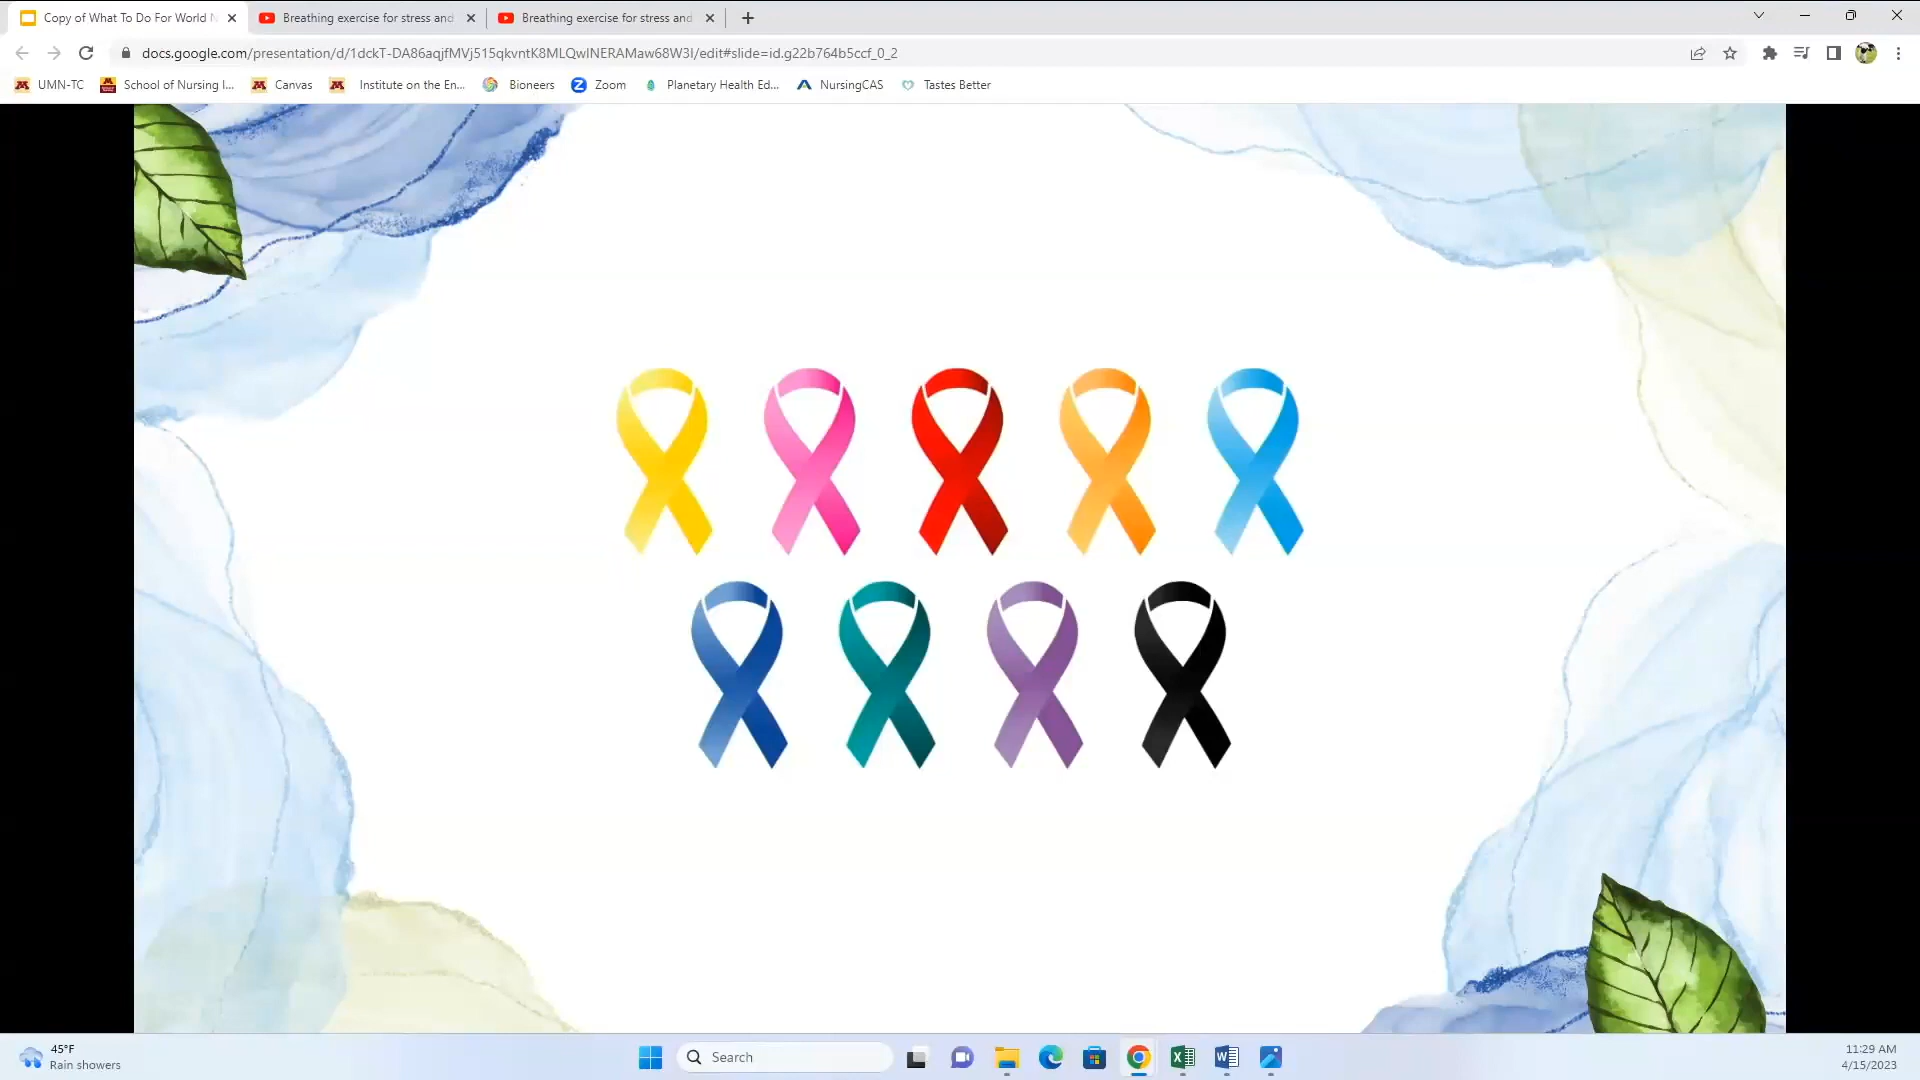 Copy of What To Do For World N
Breathing exercise for stress and
Breathing exercise for stress and
docs.google.com/presentation/d/1dckT-DA86aqjfMVj515qkvntK8MLQwlNERAMaw68W3I/edit#slide=id.g22b764b5ccf_0_2
UMN-TC School of Nursing I... Canvas Institute on the En... Bioneers Zoom Planetary Health Ed... NursingCAS Tastes Better
45°F
Rain showers
Search
11:29 AM
4/15/2023